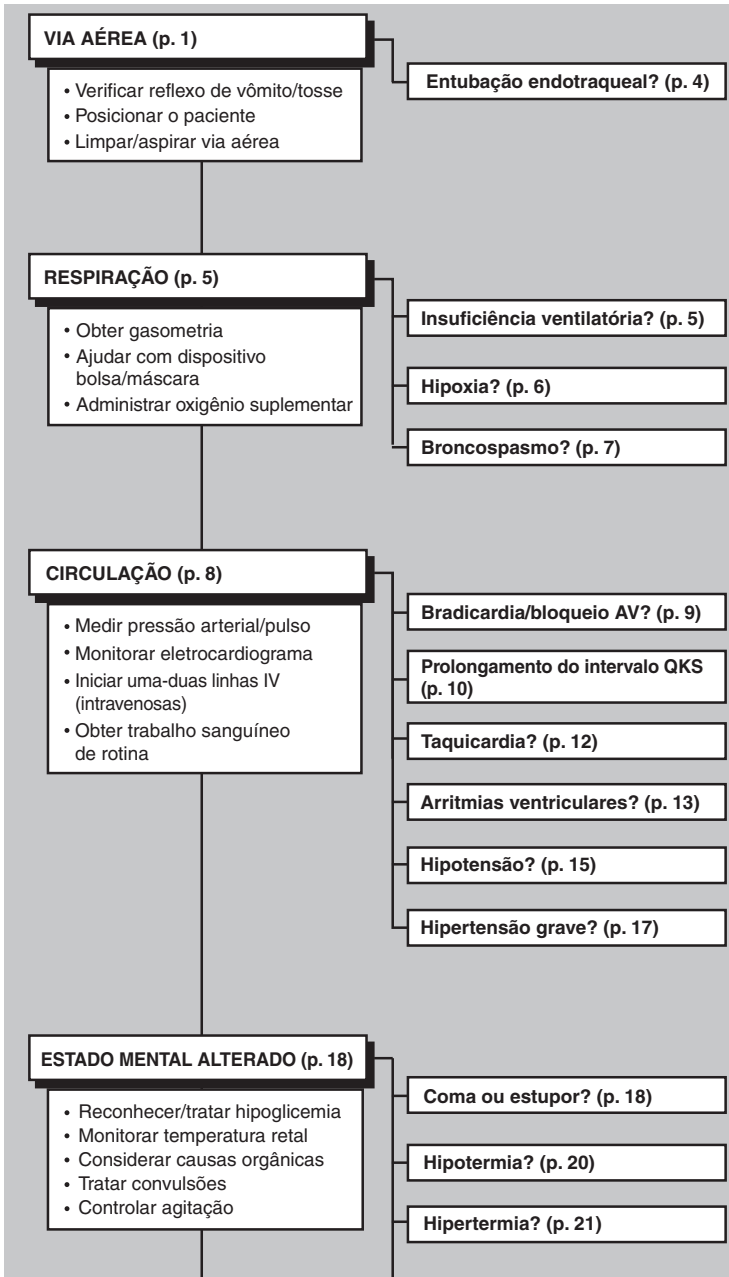 VIA AÉREA (p. 1)
• Verificar reflexo de vômito/tosse
• Posicionar o paciente
• Limpar/aspirar via aérea
Entubação endotraqueal? (p. 4)
RESPIRAÇÃO (p. 5)
• Obter gasometria
• Ajudar com dispositivo
bolsa/máscara
• Administrar oxigênio suplementar
Insuficiência ventilatória? (p. 5)
Hipoxia? (p. 6)
Broncospasmo? (p. 7)
CIRCULAÇÃO (p. 8)
• Medir pressão arterial/pulso
• Monitorar eletrocardiograma
• Iniciar uma-duas linhas IV
(intravenosas)
• Obter trabalho sanguíneo
de rotina
Bradicardia/bloqueio AV? (p. 9)
Prolongamento do intervalo QKS
(p. 10)
Taquicardia? (p. 12)
Arritmias ventriculares? (p. 13)
Hipotensão? (p. 15)
Hipertensão grave? (p. 17)
ESTADO MENTAL ALTERADO (p. 18)
• Reconhecer/tratar hipoglicemia
• Monitorar temperatura retal
• Considerar causas orgânicas
• Tratar convulsões
• Controlar agitação
Coma ou estupor? (p. 18)
Hipotermia? (p. 20)
Hipertermia? (p. 21)